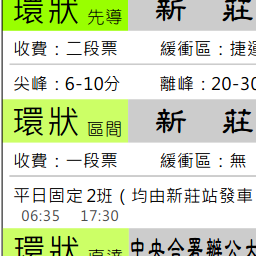 環狀 先導 新 莊
收費：二段票 緩衝區：捷運
尖峰：6-10分 離峰：20-30
環狀 區間 新 莊
收費：一段票 緩衝區：無
平日固定2班（均由新莊站發車
06:35 17:30
環狀 直達 中央合署辦公大